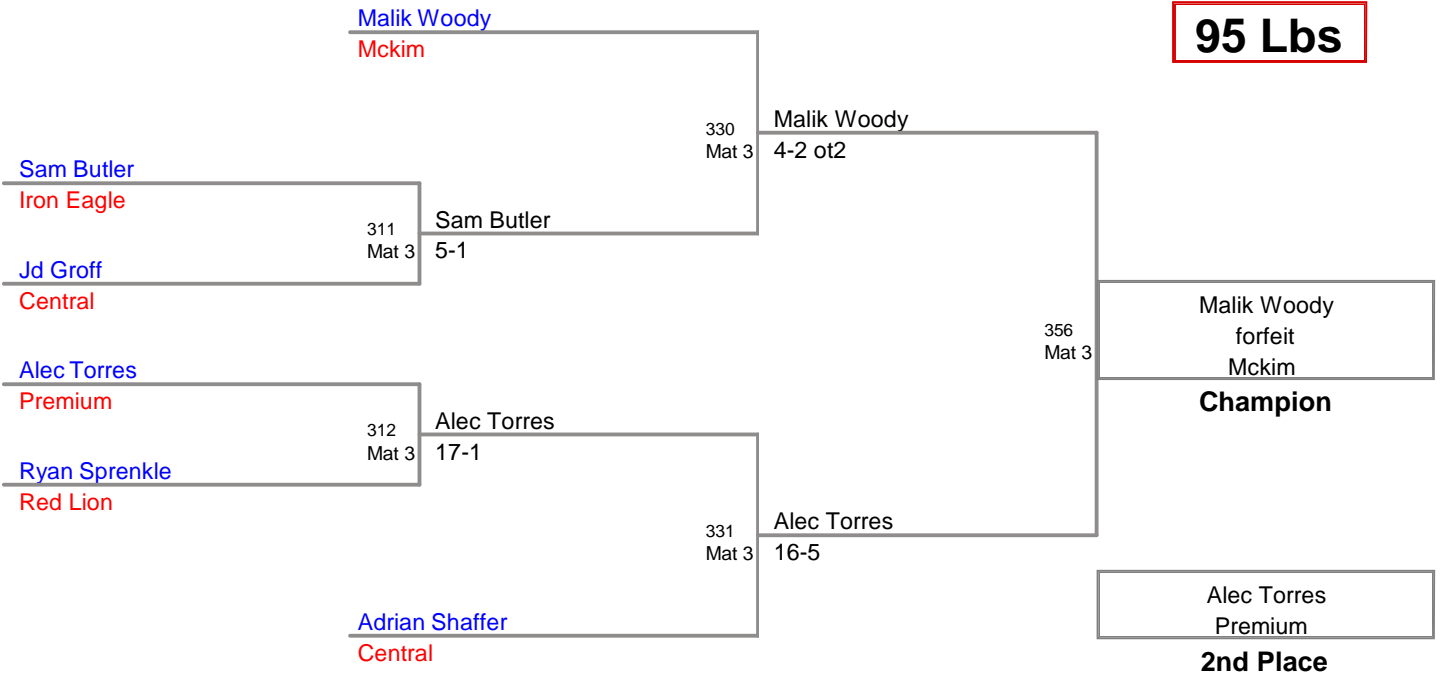 Malik Woody
Mckim
95 Lbs
330
Mat 3
Malik Woody
4-2 ot2
Sam Butler
Iron Eagle
311
Mat 3
Sam Butler
5-1
Jd Groff
Central
356
Mat 3
Malik Woody
forfeit
Mckim
Champion
Alec Torres
Premium
312
Mat 3
Alec Torres
17-1
Ryan Sprenkle
Red Lion
331
Mat 3
Alec Torres
16-5
Adrian Shaffer
Central
Alec Torres
Premium
2nd Place